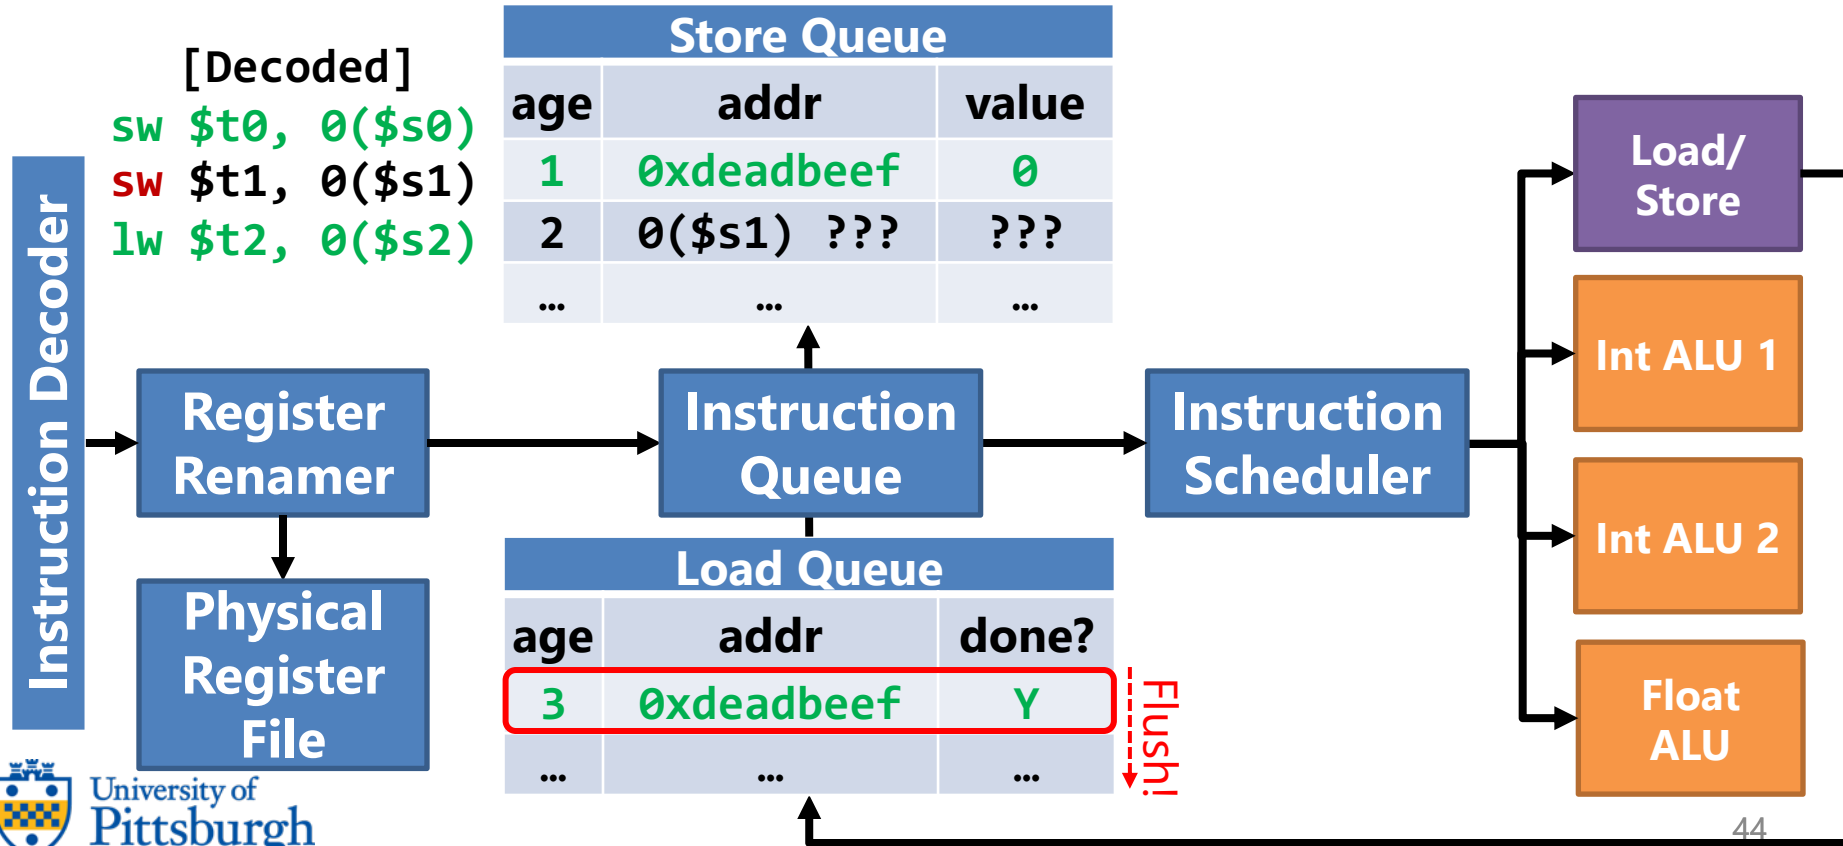 [Decoded]
sw $t0, 0($s0)
sw $t1, 0($s1)
lw $t2, 0($s2)
Store Queue
age addr value
1 0xdeadbeef 0
2 0($s1) ??? ???
… … …
Instruction Decoder
Register
Renamer
Physical
Register
File
Instruction
Queue
Instruction
Scheduler
Load Queue
age addr done?
3 0xdeadbeef Y
… … …
Flush!
Load/
Store
Int ALU 1
Int ALU 2
Float
ALU
University of
Pittsburgh
44